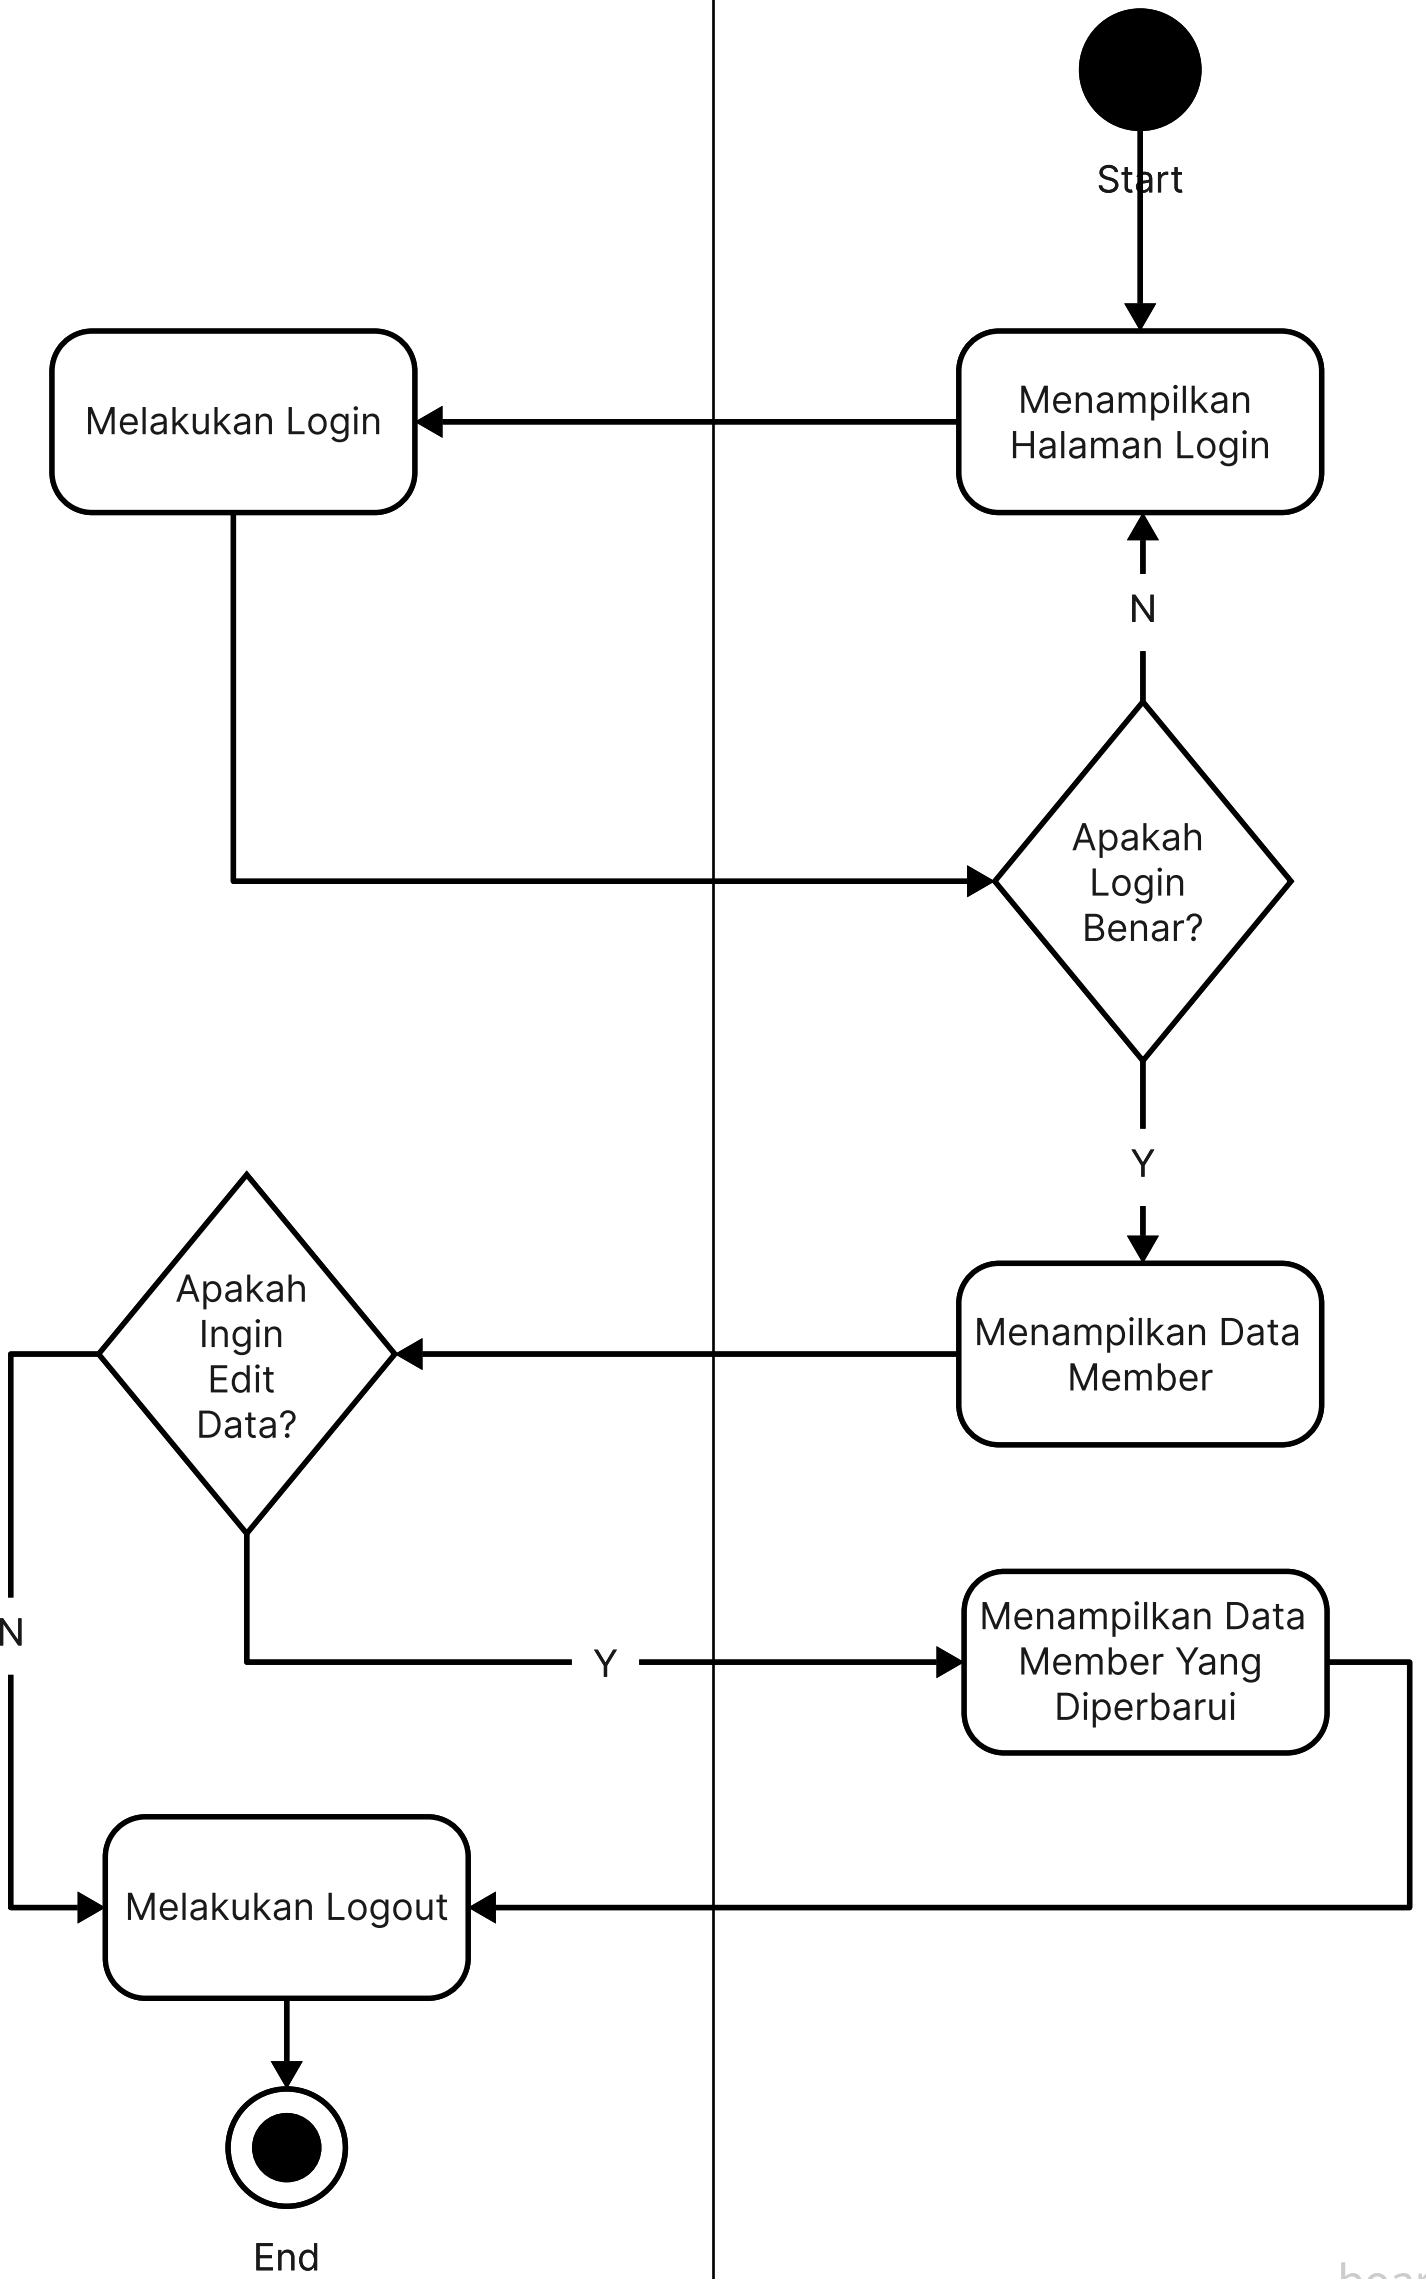 Start
Melakukan Login
Menampilkan
Halaman Login
N
Apakah
Login
Benar?
Y
Apakah
Ingin
Edit
Data?
Menampilkan Data
Member
N
Y
Menampilkan Data
Member Yang
Diperbarui
Melakukan Logout
End